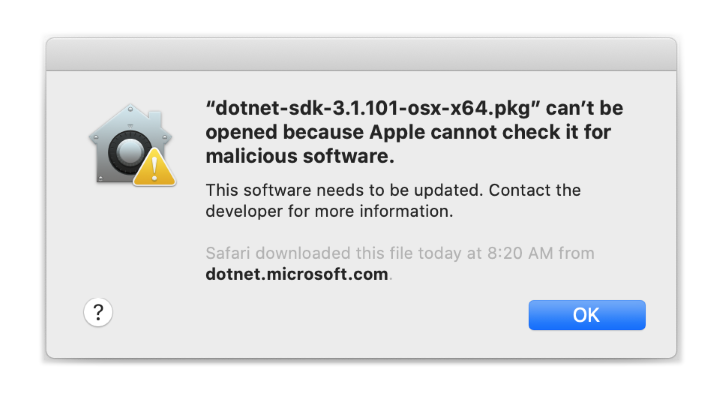 “dotnet-sdk-3.1.101-osx-x64.pkg” can’t be
opened because Apple cannot check it for
malicious software.
This software needs to be updated. Contact the
developer for more information.
Safari downloaded this file today at 8:20 AM from
dotnet.microsoft.com.
?
OK